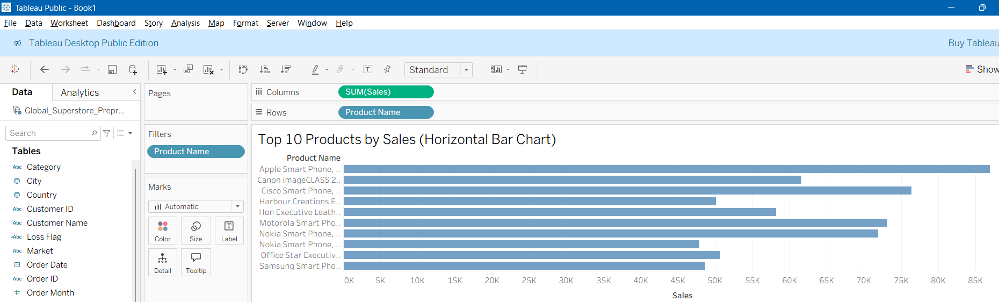 Tableau Public - Book1
File Data Worksheet Dashboard Story Analysis Map Format Server Window Help
Tableau Desktop Public Edition
Buy Tableau
Standard
Show
Data
Analytics
Global_Superstore_Prepr...
Search
Tables
Abc Category
City
Country
Abc Customer ID
Abc Customer Name
=Abc Loss Flag
Abc Market
Order Date
Abc Order ID
# Order Month
Pages
Filters
Product Name
Marks
Automatic
Color Size Label
Detail Tooltip
Columns SUM(Sales)
Rows Product Name
Top 10 Products by Sales (Horizontal Bar Chart)
Product Name
Apple Smart Phone, ..
Canon imageCLASS 2..
Cisco Smart Phone, ..
Harbour Creations E..
Hon Executive Leath..
Motorola Smart Pho..
Nokia Smart Phone, ..
Nokia Smart Phone, ..
Office Star Executiv..
Samsung Smart Pho..
0K 5K 10K 15K 20K 25K 30K 35K 40K 45K 50K 55K 60K 65K 70K 75K 80K 85K
Sales